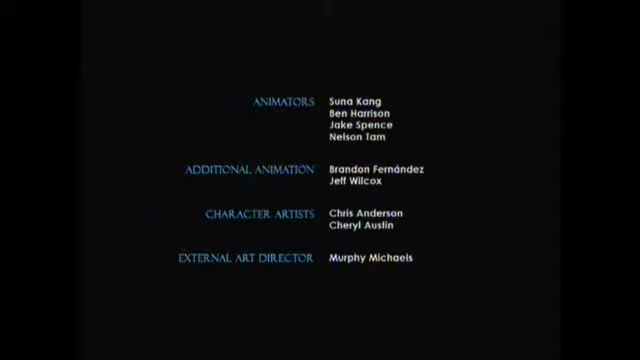 ANIMATORS Suna Kang
Ben Harrison
Jake Spence
Nelson Tam
ADDITIONAL ANIMATION Brandon Fernández
Jeff Wilcox
CHARACTER ARTISTS Chris Anderson
Cheryl Austin
EXTERNAL ART DIRECTOR Murphy Michaels